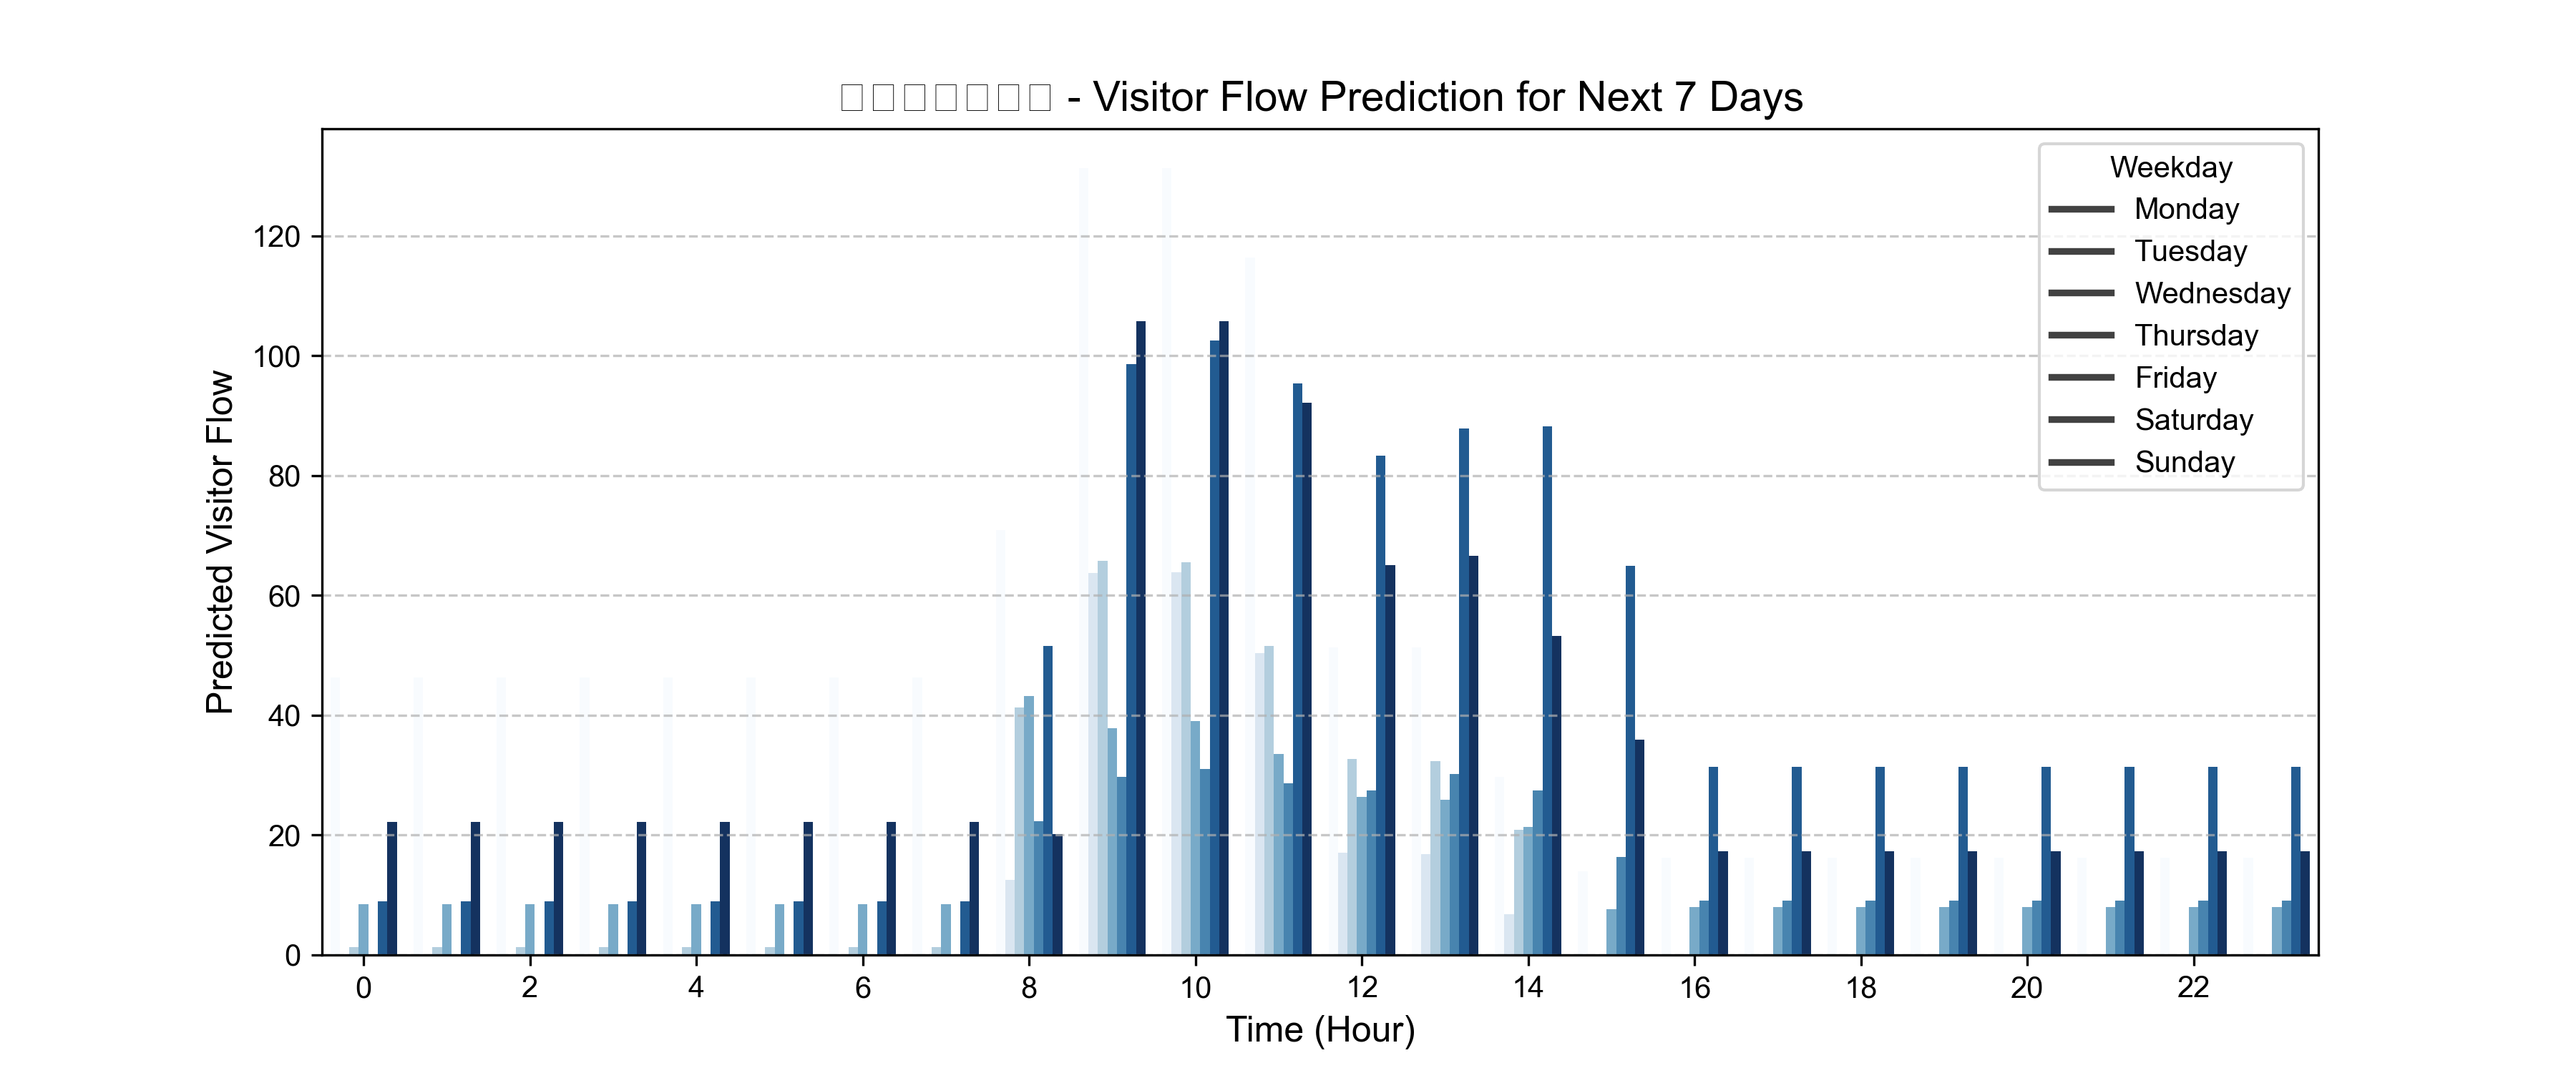 - Visitor Flow Prediction for Next 7 Days
Weekday
Monday
Tuesday
Wednesday
Thursday
Friday
Saturday
Sunday
Predicted Visitor Flow
120
100
80
60
40
20
0
0 2 4 6 8 10 12 14 16 18 20 22
Time (Hour)